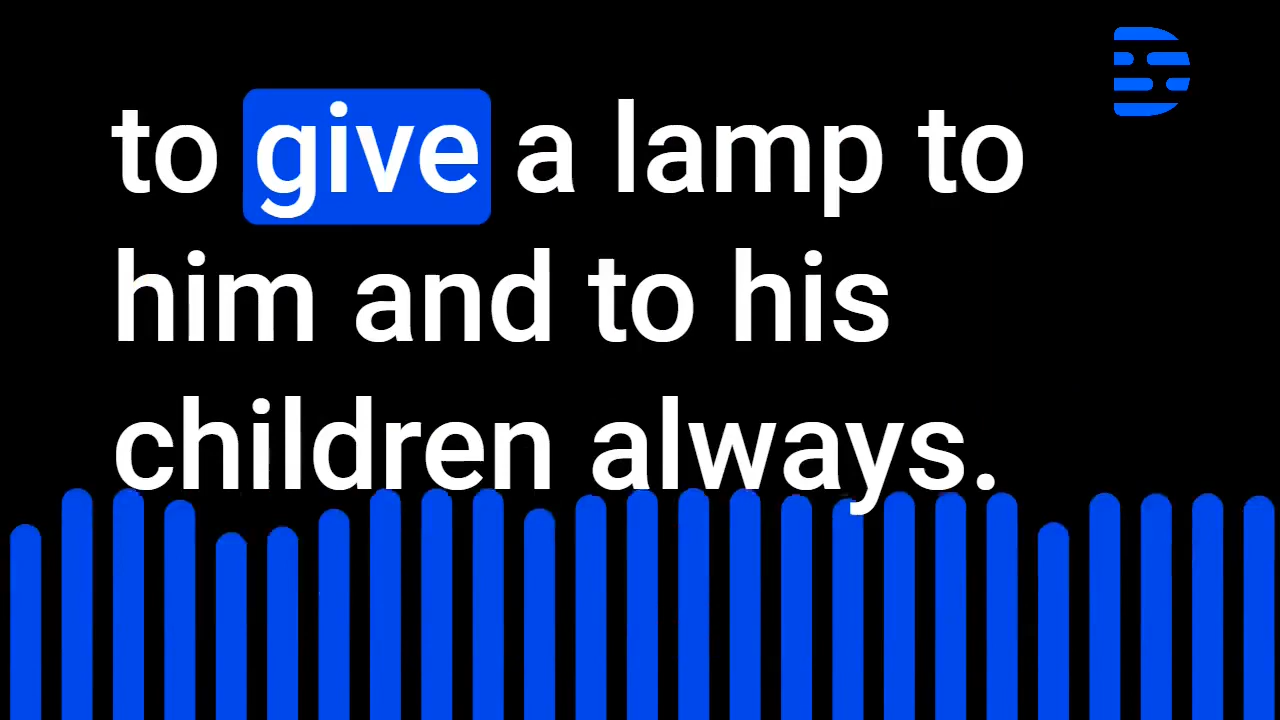 to give a lamp to
him and to his
children always.